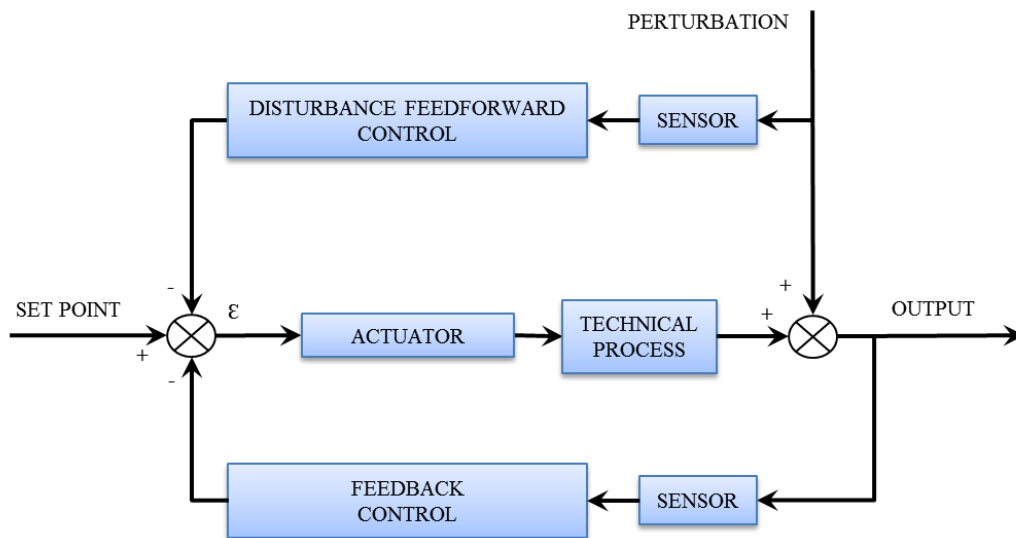 PERTURBATION
DISTURBANCE FEEDFORWARD
CONTROL
SENSOR
-
+
SET POINT
ε
ACTUATOR
TECHNICAL
PROCESS
+
OUTPUT
+
-
FEEDBACK
CONTROL
SENSOR